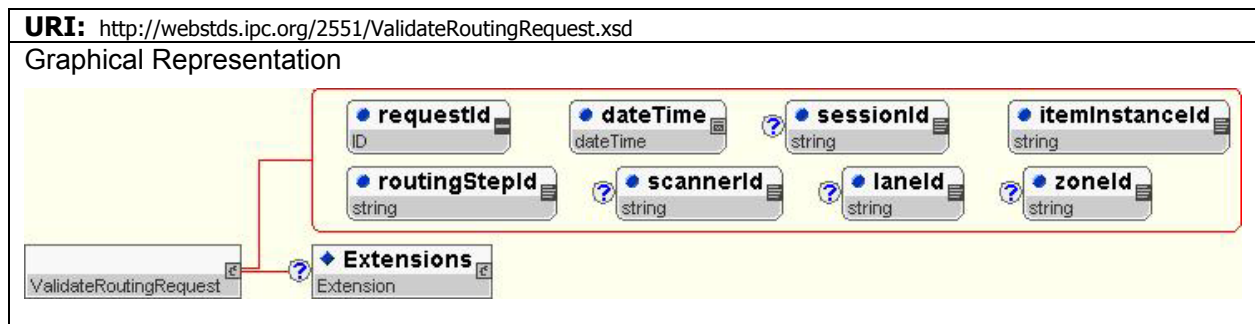 URI: http://webstds.ipc.org/2551/ValidateRoutingRequest.xsd
Graphical Representation
requestId dateTime ? sessionId itemInstanceId
ID dateTime string string
routingStepId ? scannerId ? laneId ? zoneId
string string string string
? Extensions
ValidateRoutingRequest Extension